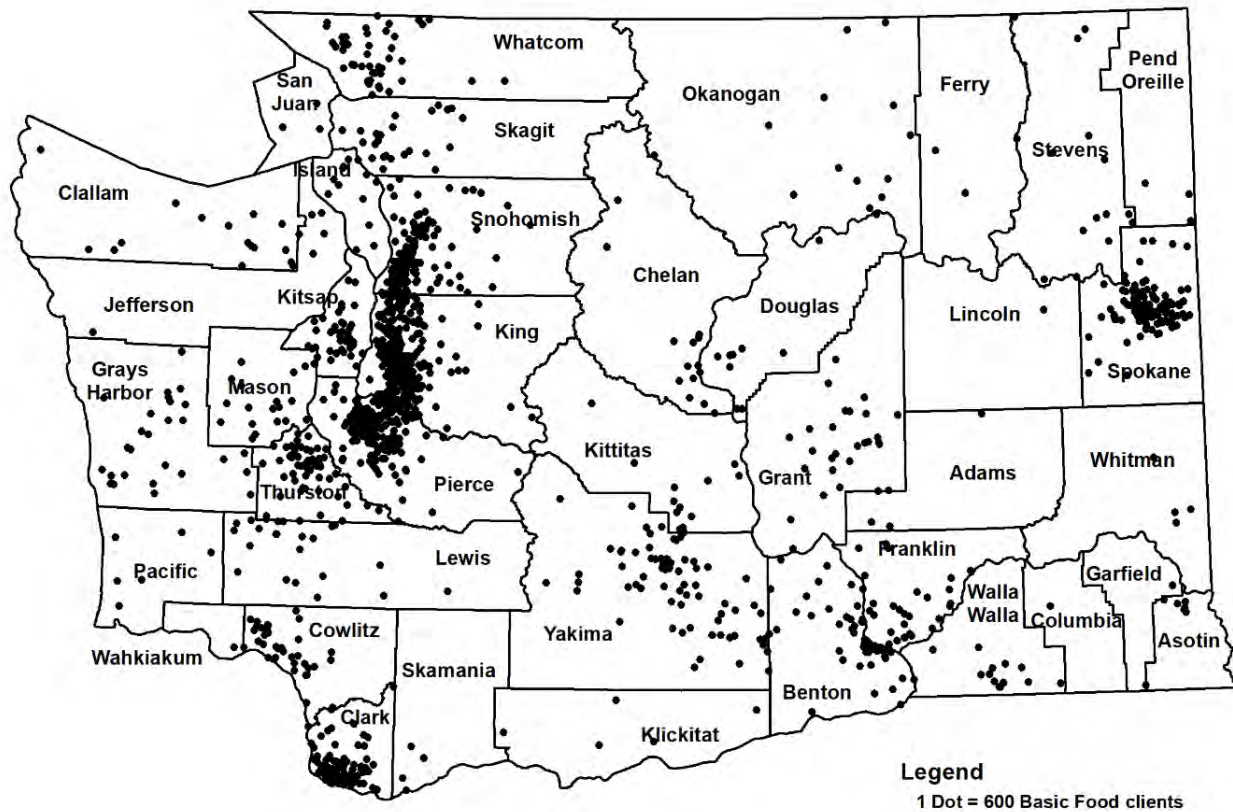 Whatcom
San
Juan
Skagit
Okanogan
Ferry
Pend
Oreille
Stevens
Island
Clallam
Snohomish
Chelan
Jefferson
Kitsap
Douglas
King
Lincoln
Spokane
Grays
Harbor
Mason
Kittitas
Grant
Adams
Whitman
Thurston
Pierce
Pacific
Lewis
Franklin
Garfield
Walla
Walla
Columbia
Asotin
Wahkiakum
Cowlitz
Skamania
Yakima
Benton
Clark
Klickitat
Legend
1 Dot = 600 Basic Food clients